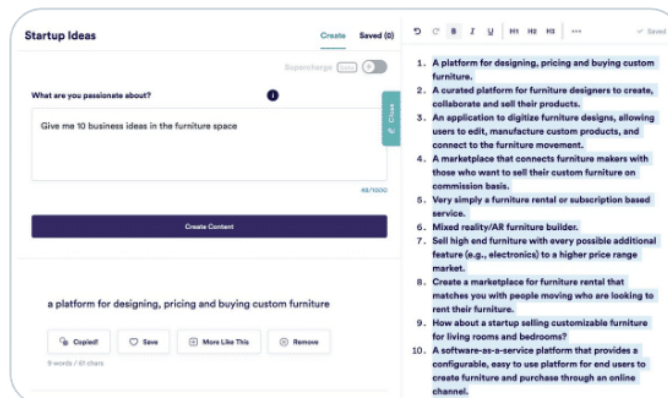 Startup Ideas
Create
Saved (0)
Supercharge
What are you passionate about?
i
Give me 10 business ideas in the furniture space
Close
48/1000
Create Content
a platform for designing, pricing and buying custom furniture
Copied!
Save
More Like This
Remove
9 words / 61 chars
B I U H1 H2 H3 •••
Saved
1. A platform for designing, pricing and buying custom
furniture.
2. A curated platform for furniture designers to create,
collaborate and sell their products.
3. An application to digitize furniture designs, allowing
users to edit, manufacture custom products, and
connect to the furniture movement.
4. A marketplace that connects furniture makers with
those who want to sell their custom furniture on
commission basis.
5. Very simply a furniture rental or subscription based
service.
6. Mixed reality/AR furniture builder.
7. Sell high end furniture with every possible additional
feature (e.g., electronics) to a higher price range
market.
8. Create a marketplace for furniture rental that
matches you with people moving who are looking to
rent their furniture.
9. How about a startup selling customizable furniture
for living rooms and bedrooms?
10. A software-as-a-service platform that provides a
configurable, easy to use platform for end users to
create furniture and purchase through an online
channel.